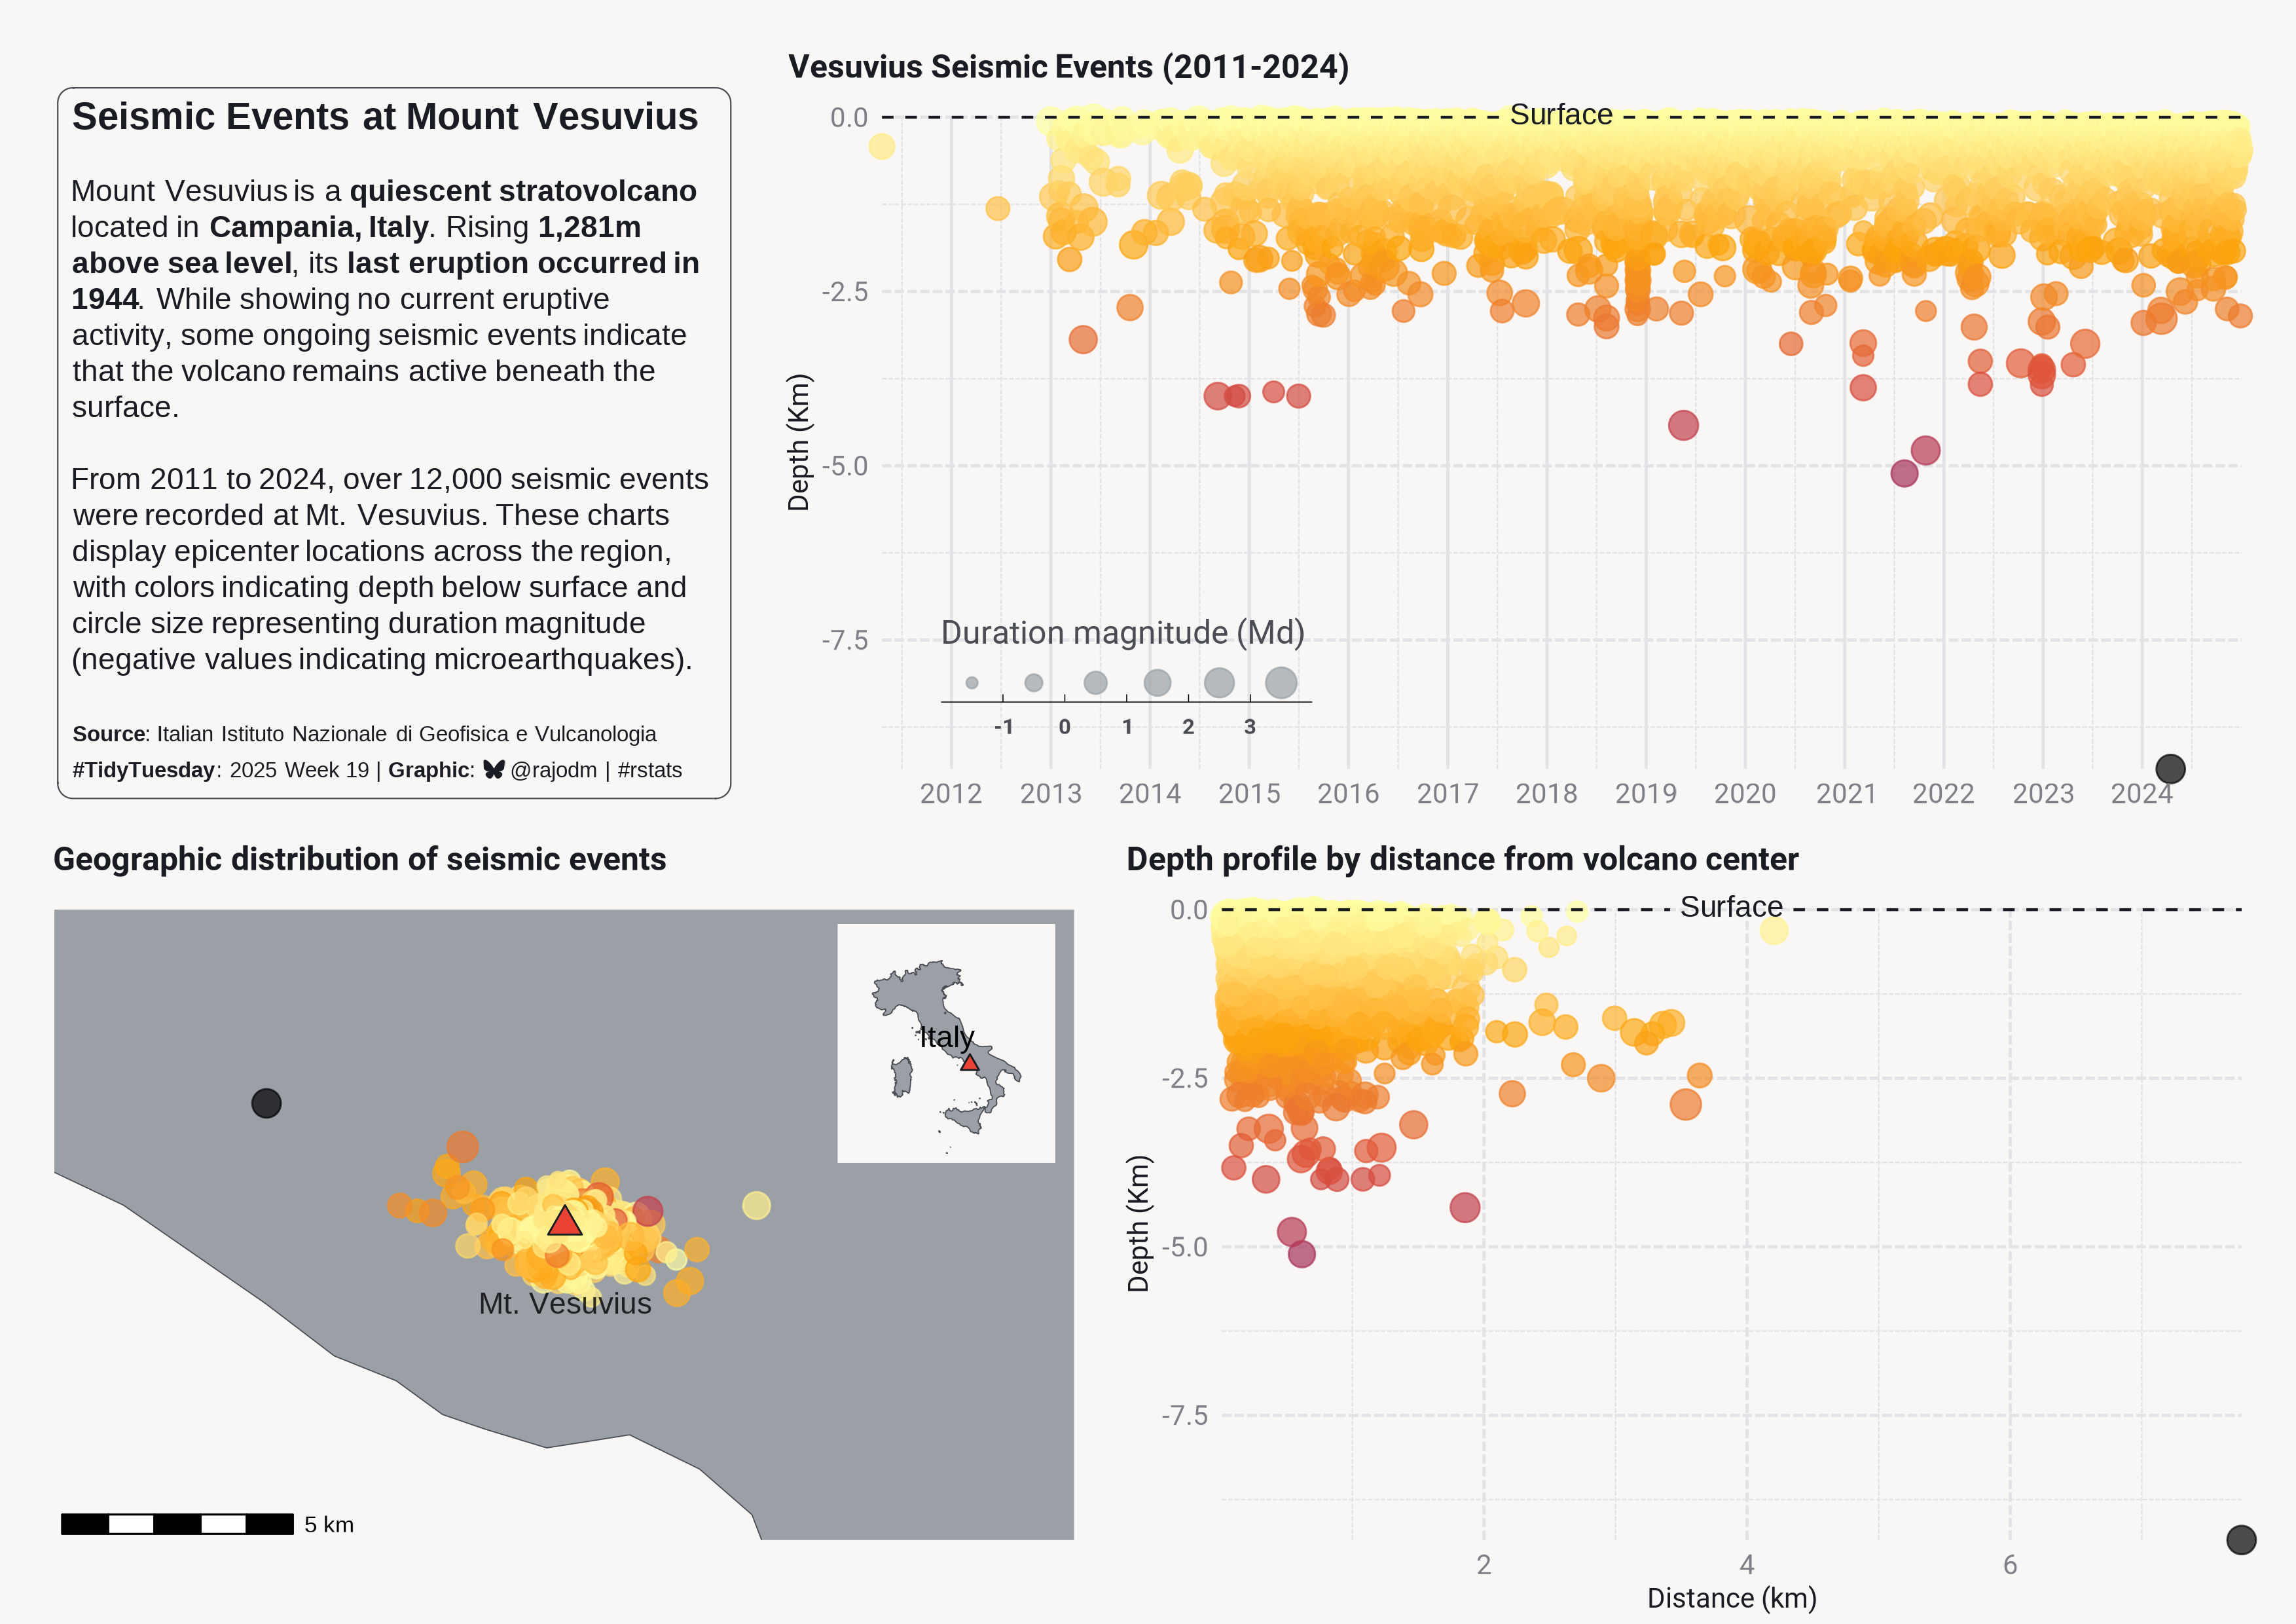 Seismic Events at Mount Vesuvius
Mount Vesuvius is a quiescent stratovolcano
located in Campania, Italy. Rising 1,281m
above sea level, its last eruption occurred in
1944. While showing no current eruptive
activity, some ongoing seismic events indicate
that the volcano remains active beneath the
surface.
From 2011 to 2024, over 12,000 seismic events
were recorded at Mt. Vesuvius. These charts
display epicenter locations across the region,
with colors indicating depth below surface and
circle size representing duration magnitude
(negative values indicating microearthquakes).
Source: Italian Istituto Nazionale di Geofisica e Vulcanologia
#TidyTuesday: 2025 Week 19 | Graphic: @rajodm | #rstats
Vesuvius Seismic Events (2011-2024)
Surface
0.0
-2.5
-5.0
-7.5
Depth (Km)
Duration magnitude (Md)
-1 0 1 2 3
2012 2013 2014 2015 2016 2017 2018 2019 2020 2021 2022 2023 2024
Geographic distribution of seismic events
Italy
Mt. Vesuvius
5 km
Depth profile by distance from volcano center
Surface
0.0
-2.5
-5.0
-7.5
Depth (Km)
2 4 6
Distance (km)